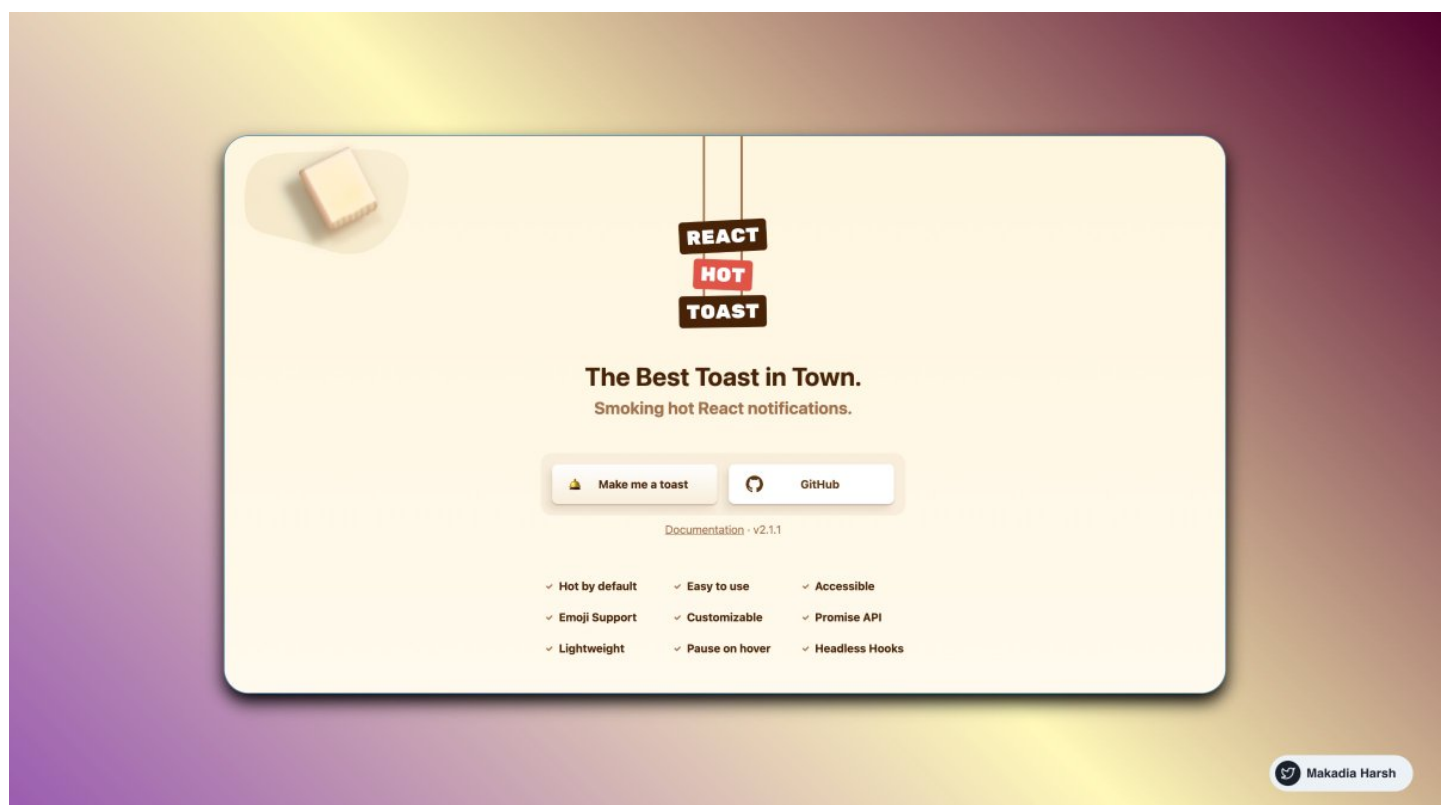 REACT
HOT
TOAST
The Best Toast in Town.
Smoking hot React notifications.
Make me a toast
GitHub
Documentation · v2.1.1
Hot by default
Easy to use
Accessible
Emoji Support
Customizable
Promise API
Lightweight
Pause on hover
Headless Hooks
Makadia Harsh